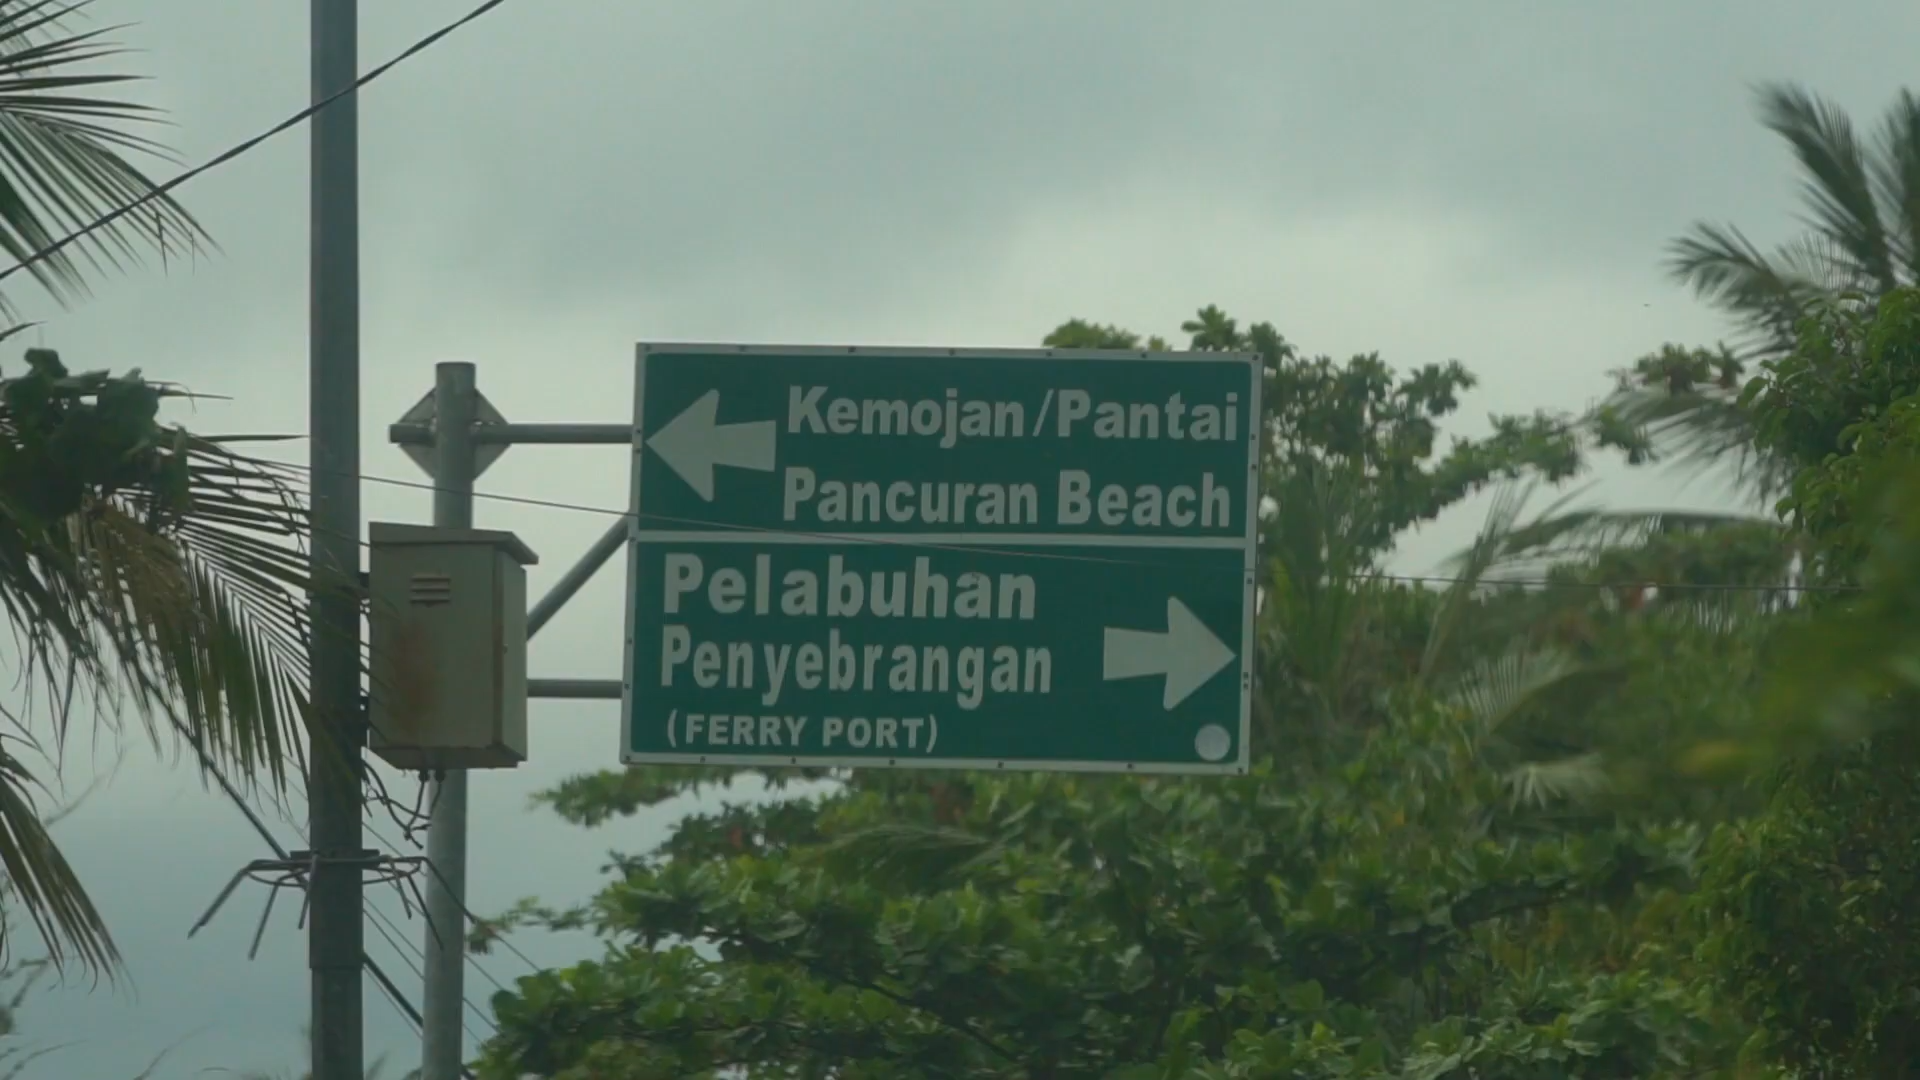 Kemojan/Pantai
Pancuran Beach
Pelabuhan
Penyebrangan
(FERRY PORT)